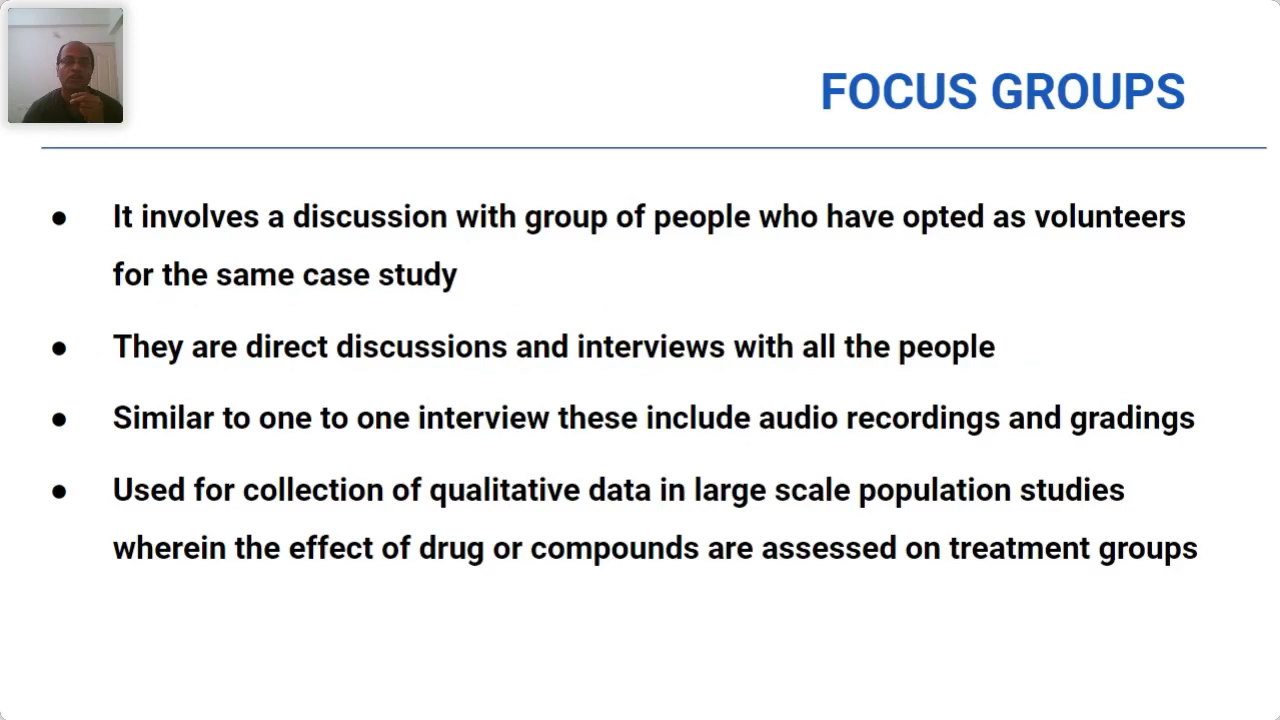 FOCUS GROUPS
● It involves a discussion with group of people who have opted as volunteers
for the same case study
● They are direct discussions and interviews with all the people
● Similar to one to one interview these include audio recordings and gradings
● Used for collection of qualitative data in large scale population studies
wherein the effect of drug or compounds are assessed on treatment groups